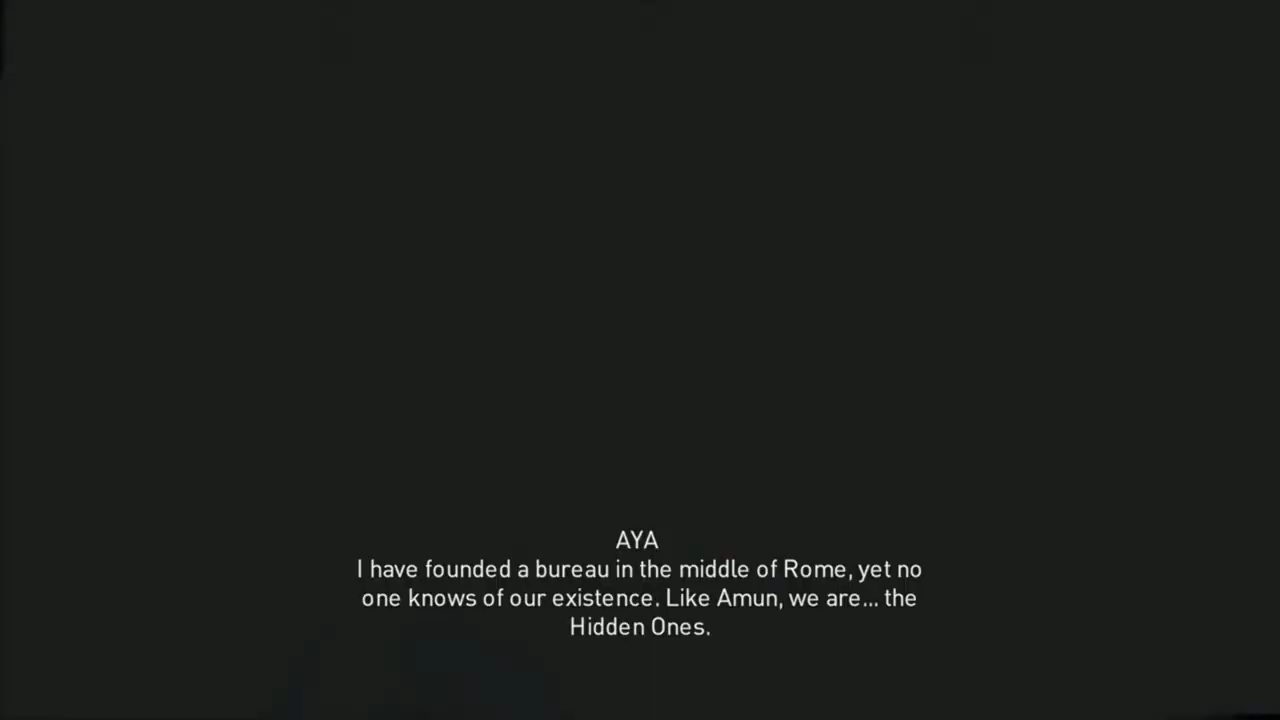 AYA
I have founded a bureau in the middle of Rome, yet no
one knows of our existence. Like Amun, we are... the
Hidden Ones.